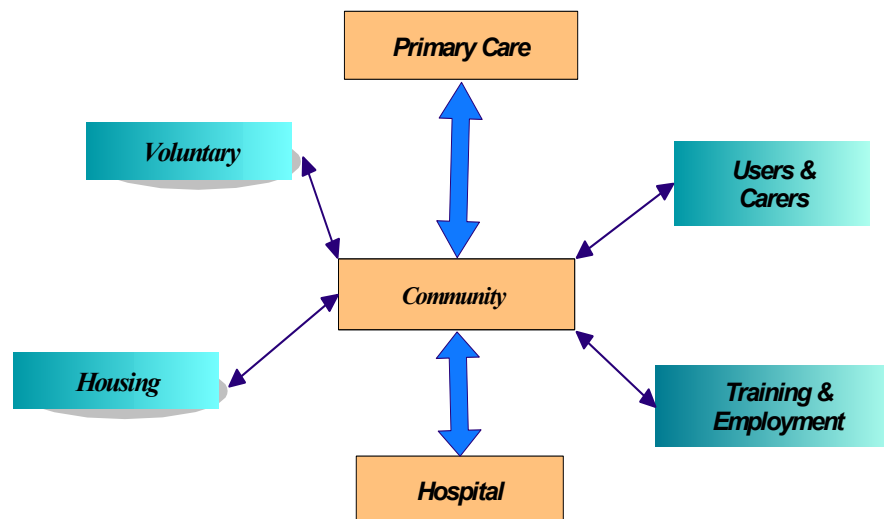 Primary Care
Voluntary
Users &
Carers
Community
Housing
Training &
Employment
Hospital